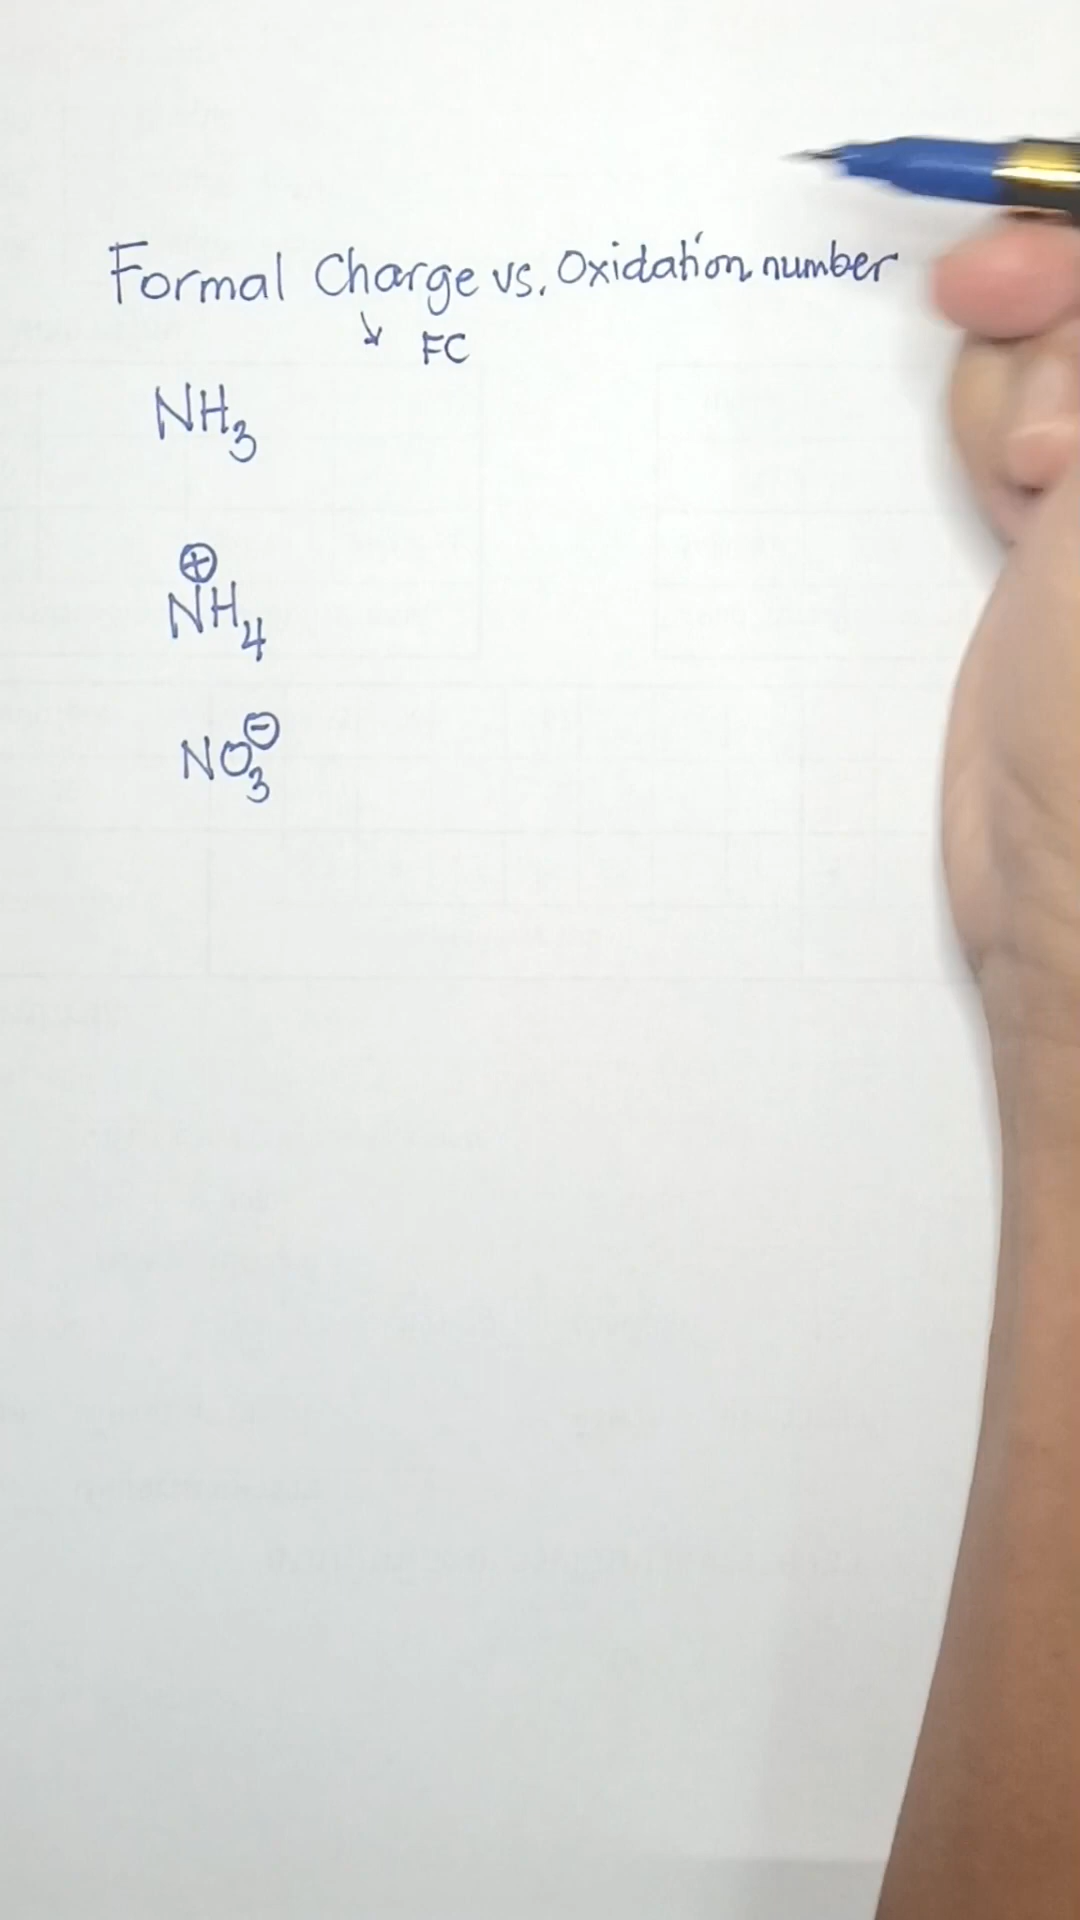 Formal Charge vs. Oxidation number
↘ FC
NH₃
⊕
NH₄
NO₃⊖